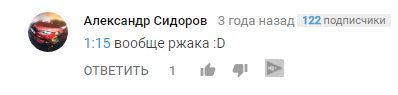 Александр Сидоров 3 года назад 122 подписчики
1:15 вообще ржака :D
ОТВЕТИТЬ 1